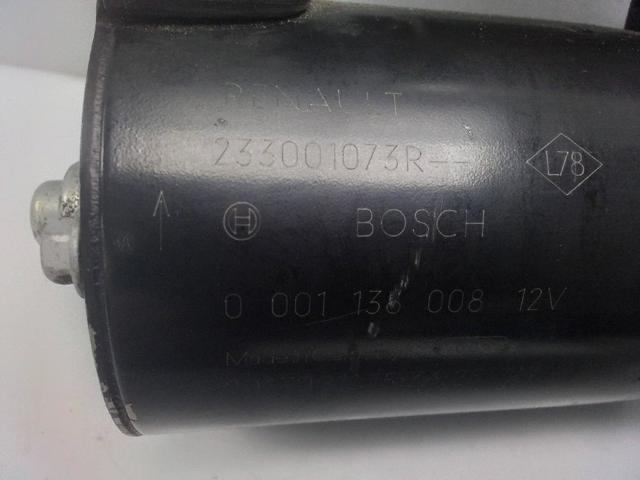 RENAULT
233001073R-- L78
BOSCH
0 001 136 008 12V